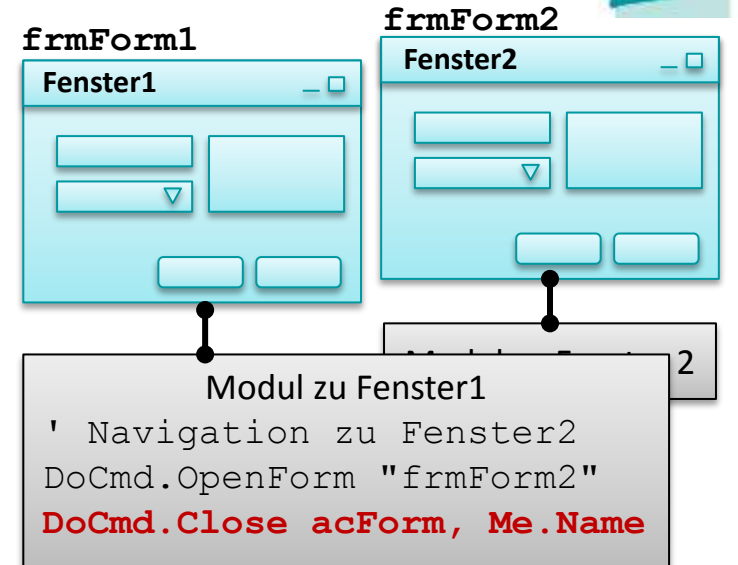 frmForm1
frmForm2
Fenster1
Fenster2
2
Modul zu Fenster1
' Navigation zu Fenster2
DoCmd.OpenForm "frmForm2"
DoCmd.Close acForm, Me.Name